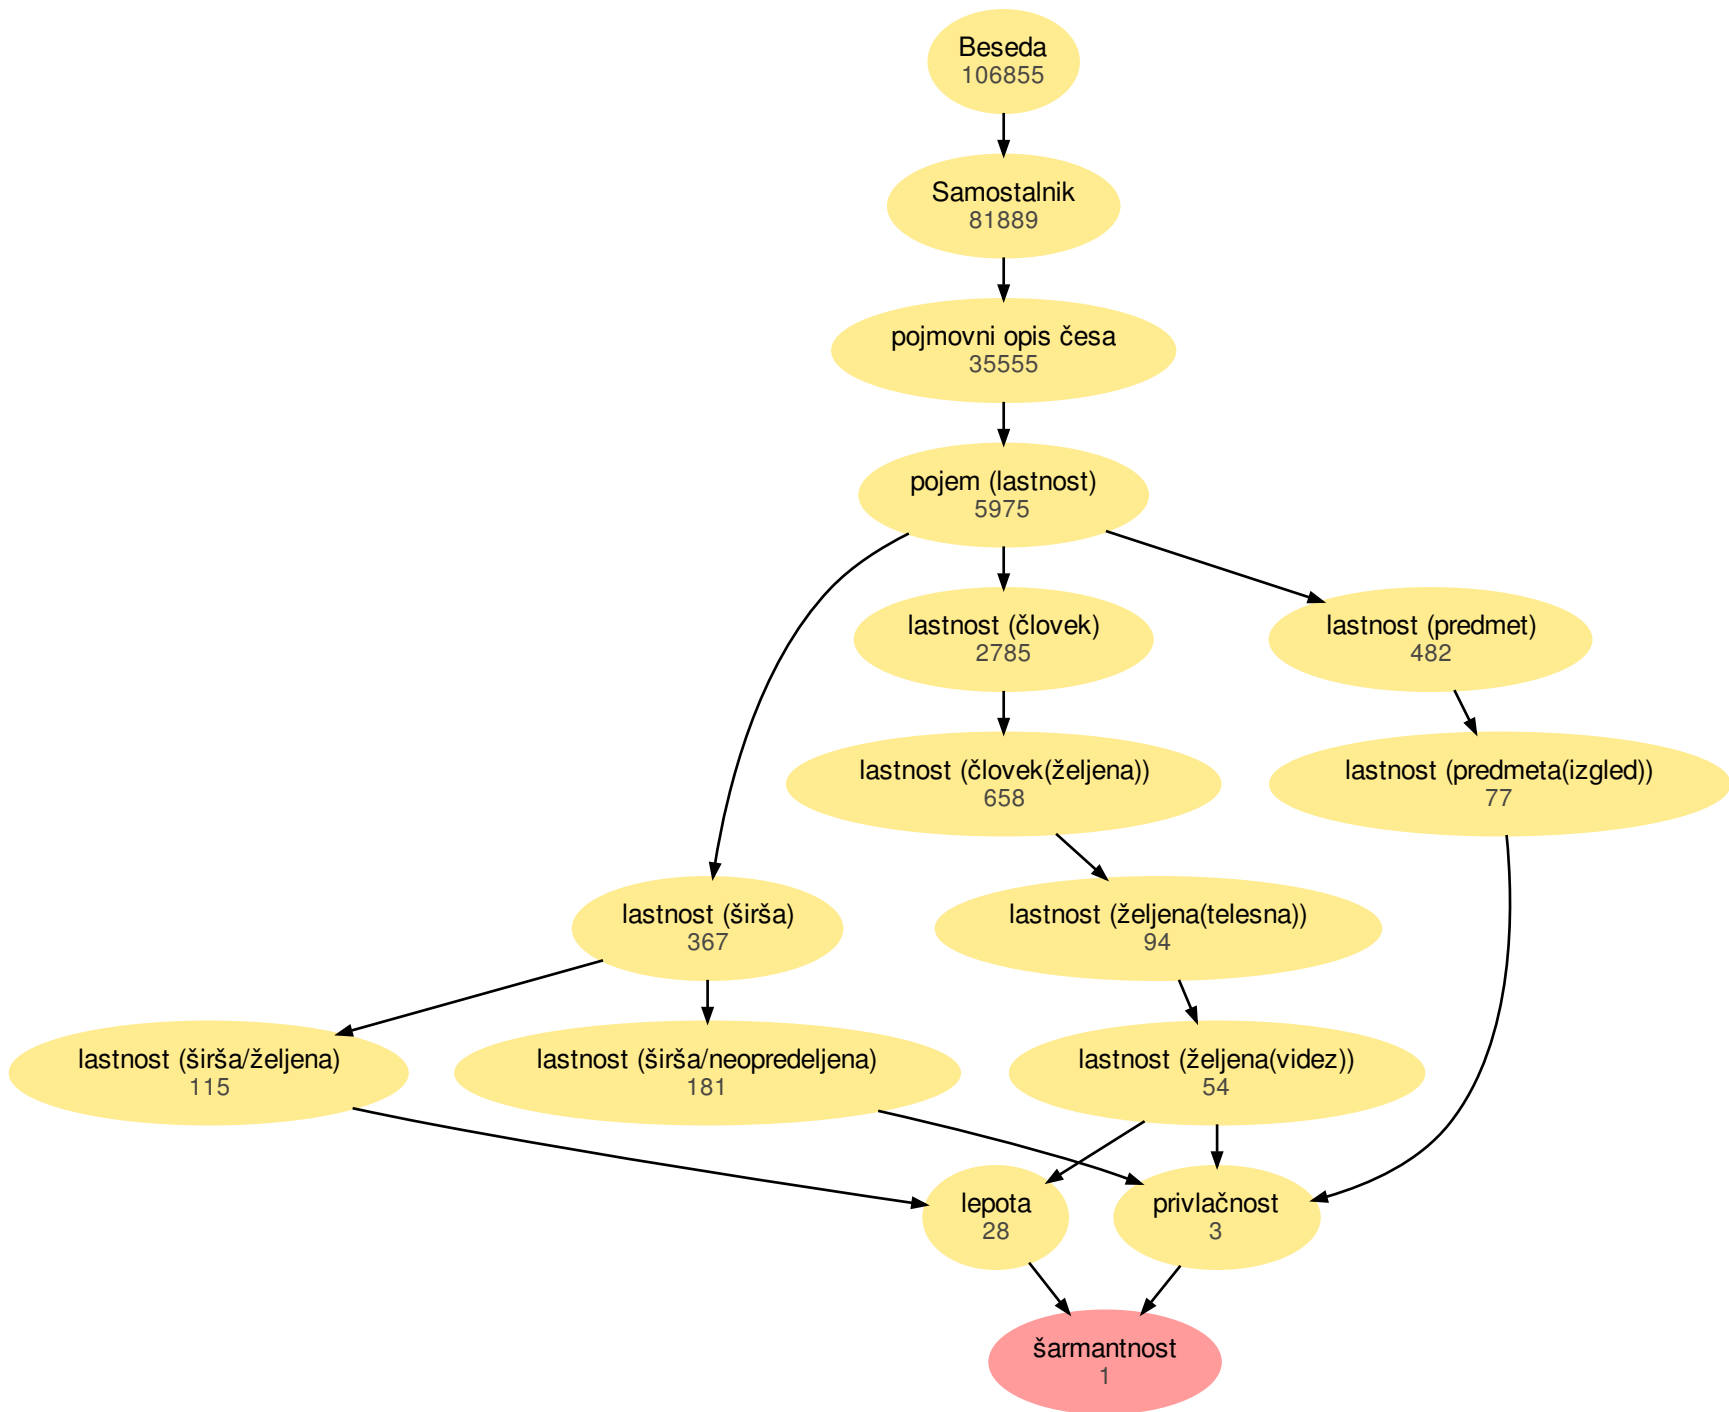 Beseda
106855
Samostalnik
81889
pojmovni opis česa
35555
pojem (lastnost)
5975
lastnost (človek)
2785
lastnost (predmet)
482
lastnost (človek(željena))
658
lastnost (predmeta(izgled))
77
lastnost (širša)
367
lastnost (željena(telesna))
94
lastnost (širša/željena)
115
lastnost (širša/neopredeljena)
181
lastnost (željena(videz))
54
lepota
28
privlačnost
3
šarmantnost
1